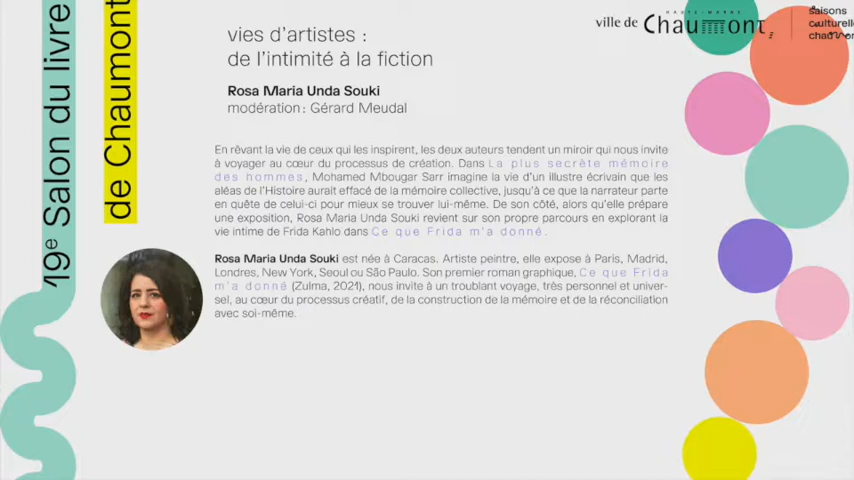 19e Salon du livre
de Chaumont
vies d'artistes :
de l'intimité à la fiction
Rosa Maria Unda Souki
modération : Gérard Meudal
En rêvant la vie de ceux qui les inspirent, les deux auteurs tendent un miroir qui nous invite
à voyager au cœur du processus de création. Dans La plus secrète mémoire
des hommes, Mohamed Mbougar Sarr imagine la vie d'un illustre écrivain que les
aléas de l'Histoire aurait effacé de la mémoire collective, jusqu'à ce que la narrateur parte
en quête de celui-ci pour mieux se trouver lui-même. De son côté, alors qu'elle prépare
une exposition, Rosa Maria Unda Souki revient sur son propre parcours en explorant la
vie intime de Frida Kahlo dans Ce que Frida m'a donné.
Rosa Maria Unda Souki est née à Caracas. Artiste peintre, elle expose à Paris, Madrid,
Londres, New York, Seoul ou São Paulo. Son premier roman graphique, Ce que Frida
m'a donné (Zulma, 2021), nous invite à un troublant voyage, très personnel et univer-
sel, au cœur du processus créatif, de la construction de la mémoire et de la réconciliation
avec soi-même.
HAUTE-MARNE
ville de Chaumont
saisons
culturelle
chaumon